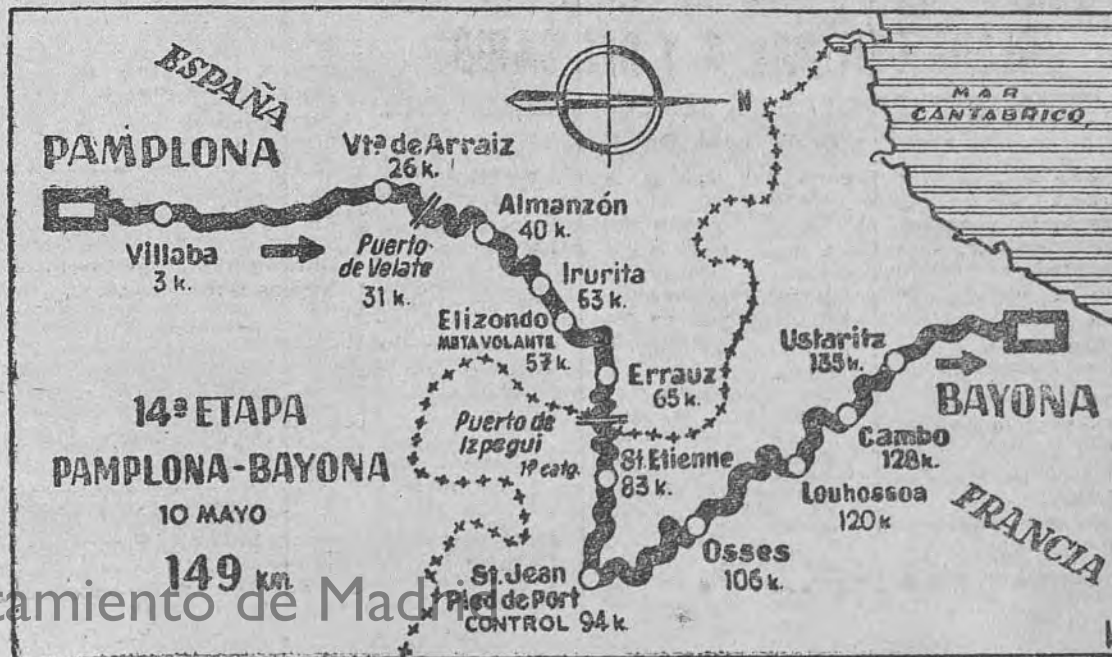 ESPAÑA
PAMPLONA
Villaba
3 k.
Vtª de Arraiz
26 k.
Puerto
de Velate
31 k.
Almanzón
40 k.
Irurita
53 k.
Elizondo
META VOLANTE
57 k.
Errauz
65 k.
Puerto de
Izpegui
1ª catg.
St. Etienne
83 k.
St. Jean
Pied de Port
CONTROL 94 k.
Osses
106 k.
Louhossoa
120 k
Cambo
128 k.
Ustaritz
135 k.
BAYONA
FRANCIA
N
MAR
CANTABRICO
14ª ETAPA
PAMPLONA-BAYONA
10 MAYO
149 km
tamiento de Madrid